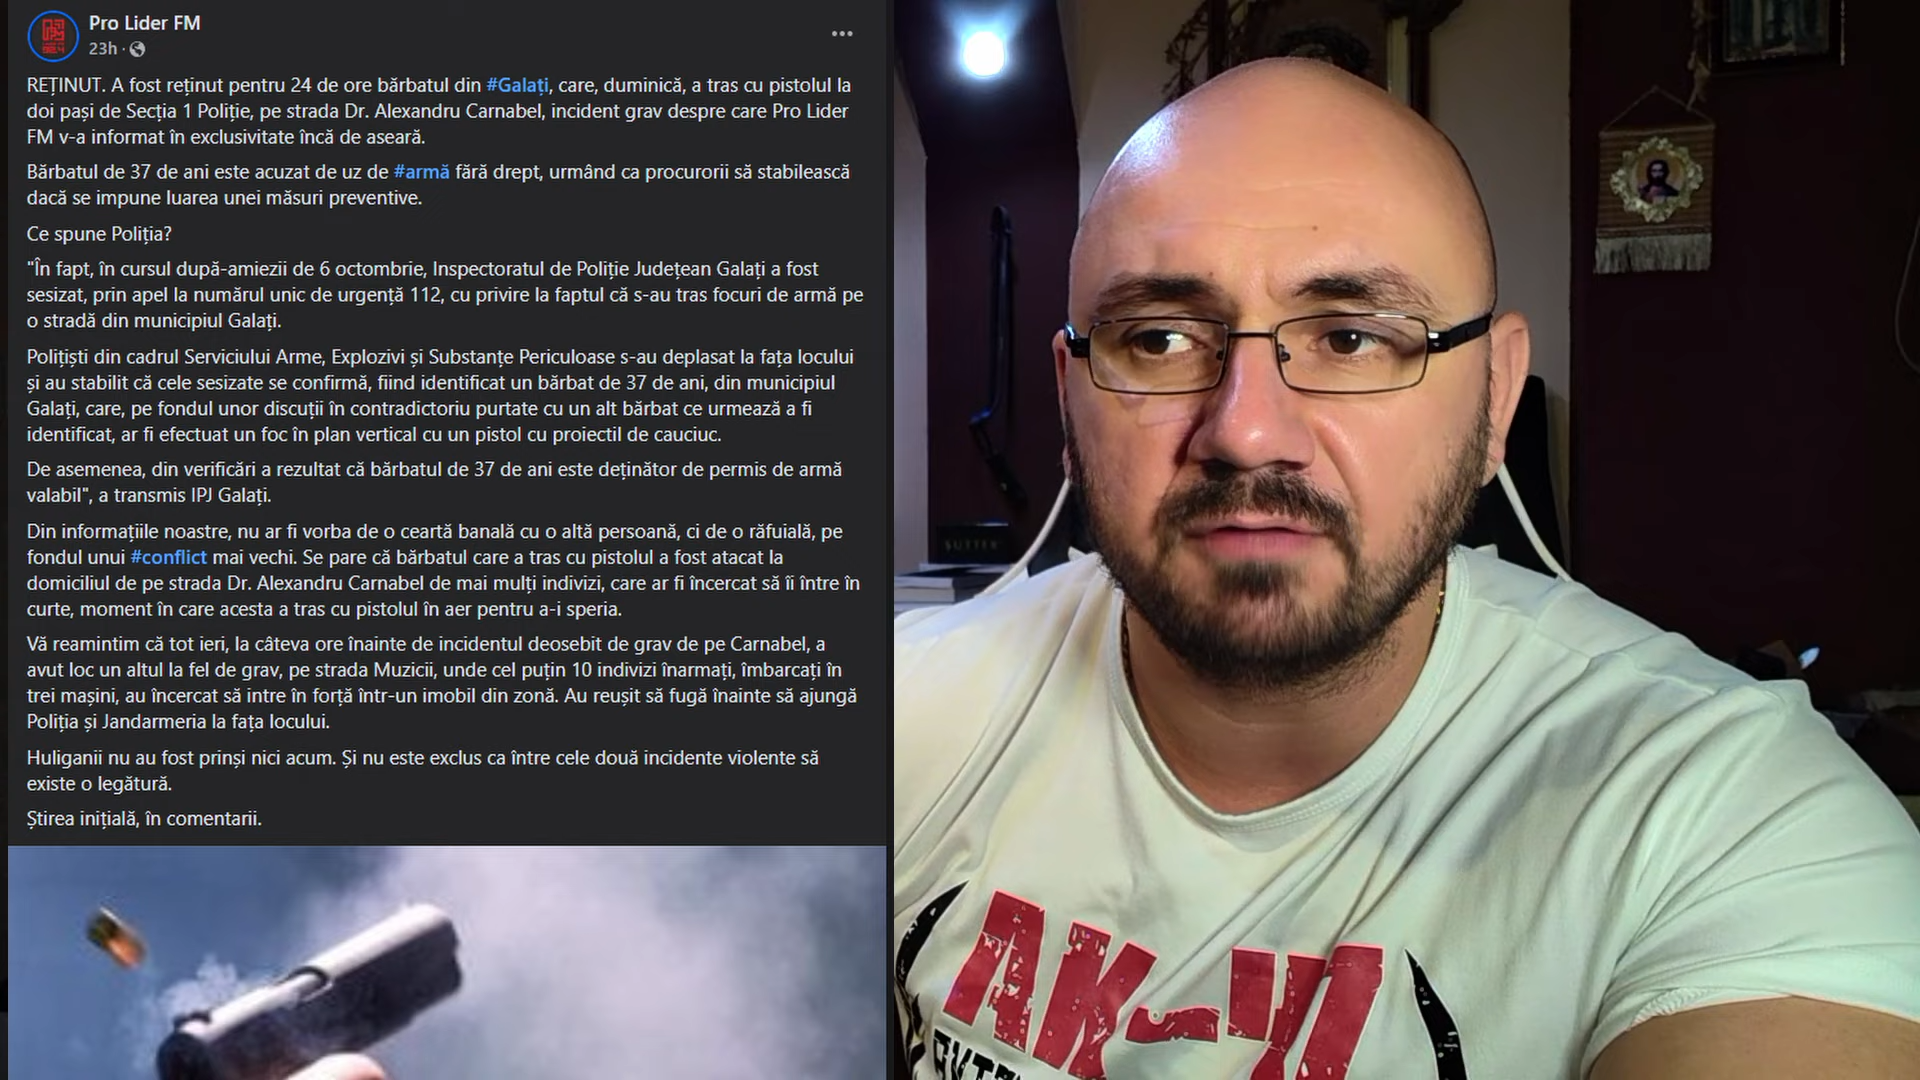 Pro Lider FM
23h ·
REȚINUT. A fost reținut pentru 24 de ore bărbatul din #Galați, care, duminică, a tras cu pistolul la
doi pași de Secția 1 Poliție, pe strada Dr. Alexandru Carnabel, incident grav despre care Pro Lider
FM v-a informat în exclusivitate încă de aseară.
Bărbatul de 37 de ani este acuzat de uz de #armă fără drept, urmând ca procurorii să stabilească
dacă se impune luarea unei măsuri preventive.
Ce spune Poliția?
"În fapt, în cursul după-amiezii de 6 octombrie, Inspectoratul de Poliție Județean Galați a fost
sesizat, prin apel la numărul unic de urgență 112, cu privire la faptul că s-au tras focuri de armă pe
o stradă din municipiul Galați.
Polițiști din cadrul Serviciului Arme, Explozivi și Substanțe Periculoase s-au deplasat la fața locului
și au stabilit că cele sesizate se confirmă, fiind identificat un bărbat de 37 de ani, din municipiul
Galați, care, pe fondul unor discuții în contradictoriu purtate cu un alt bărbat ce urmează a fi
identificat, ar fi efectuat un foc în plan vertical cu un pistol cu proiectil de cauciuc.
De asemenea, din verificări a rezultat că bărbatul de 37 de ani este deținător de permis de armă
valabil", a transmis IPJ Galați.
Din informațiile noastre, nu ar fi vorba de o ceartă banală cu o altă persoană, ci de o răfuială, pe
fondul unui #conflict mai vechi. Se pare că bărbatul care a tras cu pistolul a fost atacat la
domiciliul de pe strada Dr. Alexandru Carnabel de mai mulți indivizi, care ar fi încercat să îi intre în
curte, moment în care acesta a tras cu pistolul în aer pentru a-i speria.
Vă reamintim că tot ieri, la câteva ore înainte de incidentul deosebit de grav de pe Carnabel, a
avut loc un altul la fel de grav, pe strada Muzicii, unde cel puțin 10 indivizi înarmați, îmbarcați în
trei mașini, au încercat să intre în forță într-un imobil din zonă. Au reușit să fugă înainte să ajungă
Poliția și Jandarmeria la fața locului.
Huliganii nu au fost prinși nici acum. Și nu este exclus ca între cele două incidente violente să
existe o legătură.
Știrea inițială, în comentarii.